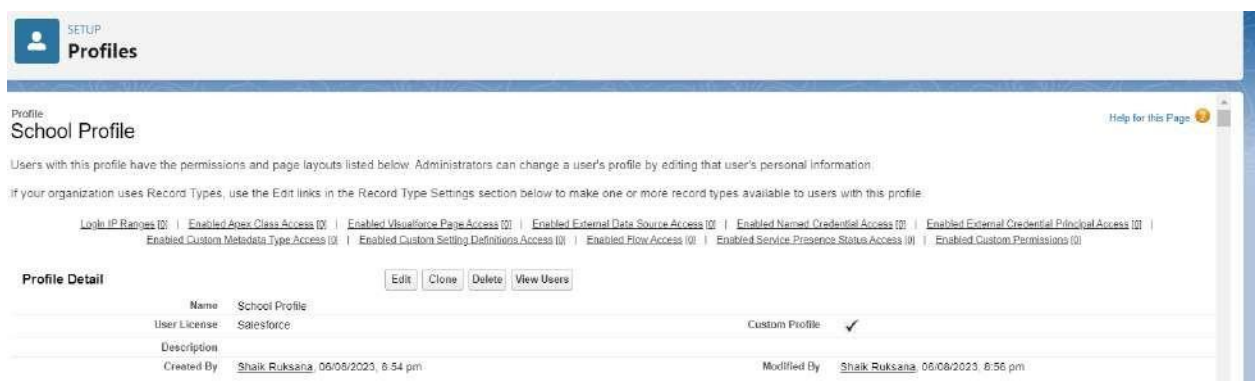 SETUP
Profiles
Profile
School Profile
Help for this Page
Users with this profile have the permissions and page layouts listed below. Administrators can change a user's profile by editing that user's personal information.
If your organization uses Record Types, use the Edit links in the Record Type Settings section below to make one or more record types available to users with this profile.
Login IP Ranges [0] | Enabled Apex Class Access [0] | Enabled Visualforce Page Access [0] | Enabled External Data Source Access [0] | Enabled Named Credential Access [0] | Enabled External Credential Principal Access [0] |
Enabled Custom Metadata Type Access [0] | Enabled Custom Setting Definitions Access [0] | Enabled Flow Access [0] | Enabled Service Presence Status Access [0] | Enabled Custom Permissions [0]
Profile Detail Edit Clone Delete View Users
Name School Profile
User License Salesforce Custom Profile ✓
Description
Created By Shaik Ruksana, 06/08/2023, 8:54 pm Modified By Shaik Ruksana, 06/08/2023, 8:56 pm